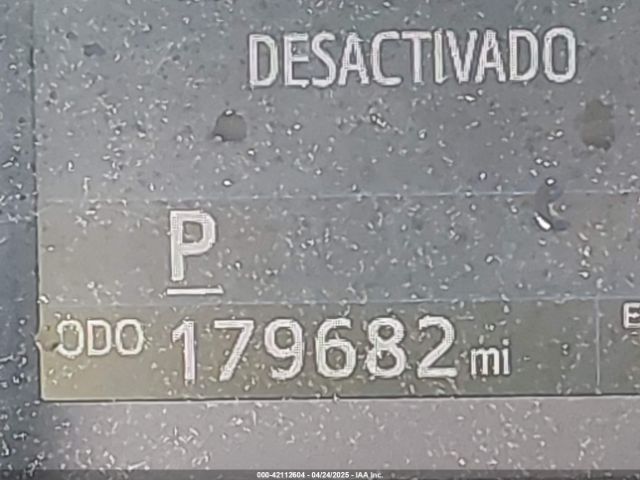 DESACTIVADO
P
ODO 179682 mi
E
000-42112604 - 04/24/2025 - IAA Inc.